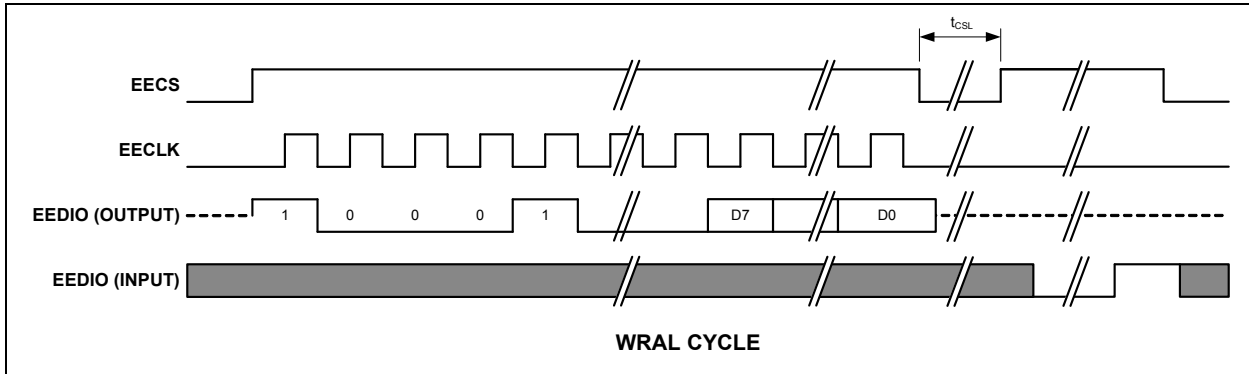 tCSL
EECS
EECLK
EEDIO (OUTPUT) 1 0 0 0 1 D7 D0
EEDIO (INPUT)
WRAL CYCLE